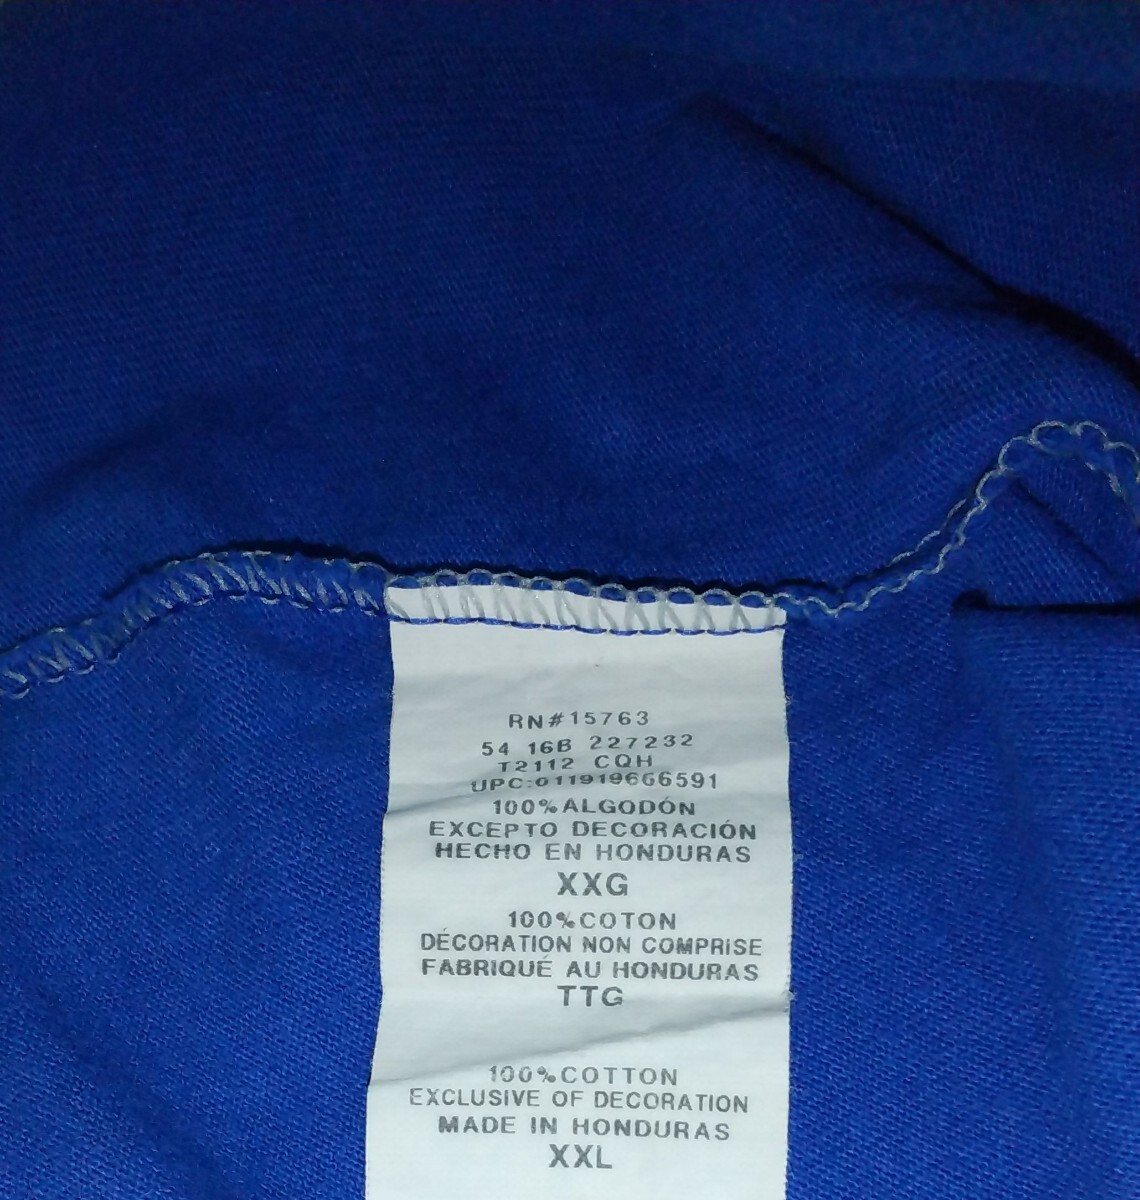 RN#15763
54 16B 227232
T2112 CQH
UPC:011919666591
100%ALGODÓN
EXCEPTO DECORACIÓN
HECHO EN HONDURAS
XXG
100%COTON
DÉCORATION NON COMPRISE
FABRIQUÉ AU HONDURAS
TTG
100%COTTON
EXCLUSIVE OF DECORATION
MADE IN HONDURAS
XXL